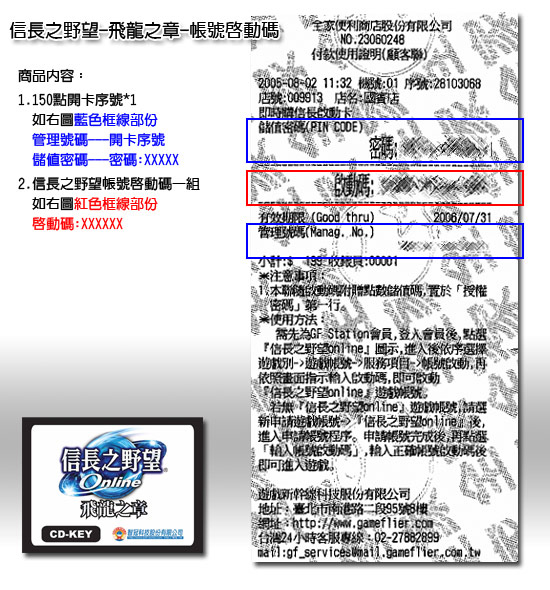 信長之野望-飛龍之章-帳號啓動碼
商品內容：
1.150點開卡序號*1
如右圖藍色框線部份
管理號碼---開卡序號
儲值密碼---密碼:XXXXX
2.信長之野望帳號啓動碼一組
如右圖紅色框線部份
啓動碼:XXXXXX
信長之野望
Online
飛龍之章
CD-KEY
智冠科技股份有限公司
全家便利商店股份有限公司
NO.23060248
付款使用證明(顧客聯)
2006-08-02 11:32 機號:01 序號:28103068
店號:009913 店名:國賓店
即時購信長啟動卡
儲值密碼(PIN CODE)
密碼:
啟動碼:
有效期限 (Good thru) 2006/07/31
管理號碼(Manag. No.)
小計:$ 199 收銀員:00001
*注意事項：
1.本聯隨啟動碼附贈點數儲值碼,置於「授權
密碼」第一行。
*使用方法：
需先為GF Station會員,登入會員後,點選
『信長之野望online』圖示,進入後依序選擇
遊戲別->遊戲帳號->服務項目->帳號啟動,再
依照畫面指示輸入啟動碼,即可啟動
『信長之野望online』遊戲帳號。
若無『信長之野望online』遊戲帳號,請選
新申請遊戲帳號->『信長之野望online』後,
進入申請帳號程序。申請帳號完成後,再點選
「輸入帳號啟動碼」,輸入正確帳號啟動碼後
即可進入遊戲。
遊戲新幹線科技股份有限公司
地址：臺北市南港路二段95號8樓
網址：http://www.gameflier.com
台灣24小時客服專線：02-27882899
mail:gf_services@mail.gameflier.com.tw